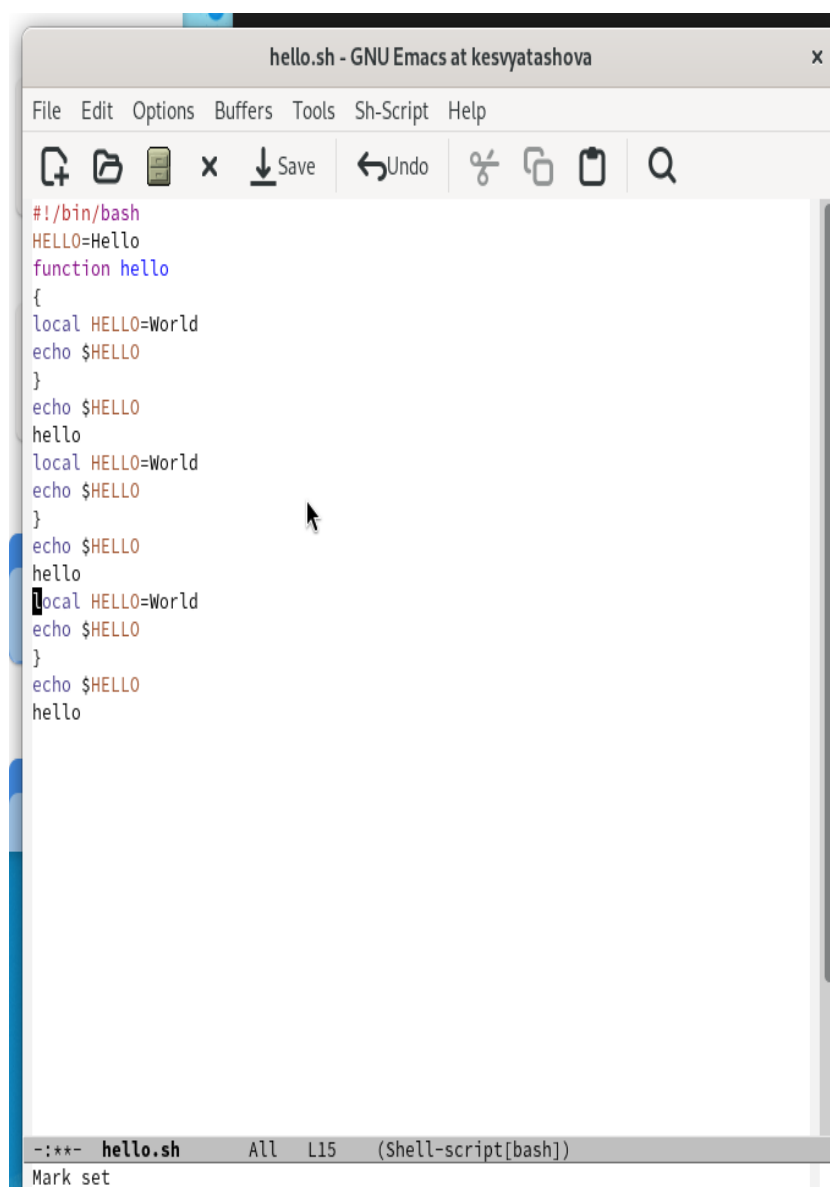 hello.sh - GNU Emacs at kesvyatashova
File Edit Options Buffers Tools Sh-Script Help
Save Undo
#!/bin/bash
HELLO=Hello
function hello
{
local HELLO=World
echo $HELLO
}
echo $HELLO
hello
local HELLO=World
echo $HELLO
}
echo $HELLO
hello
local HELLO=World
echo $HELLO
}
echo $HELLO
hello
-:**- hello.sh All L15 (Shell-script[bash])
Mark set